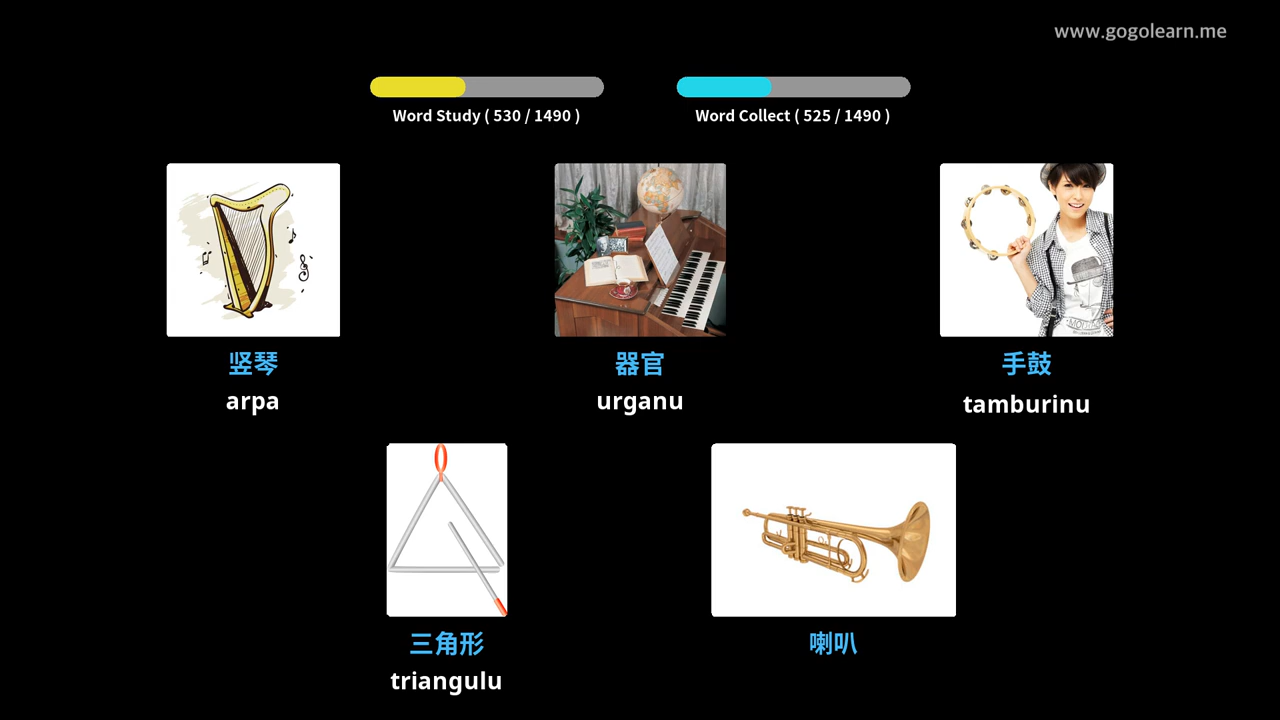 www.gogolearn.me
Word Study ( 530 / 1490 )
Word Collect ( 525 / 1490 )
竖琴
arpa
器官
urganu
手鼓
tamburinu
三角形
triangulu
喇叭